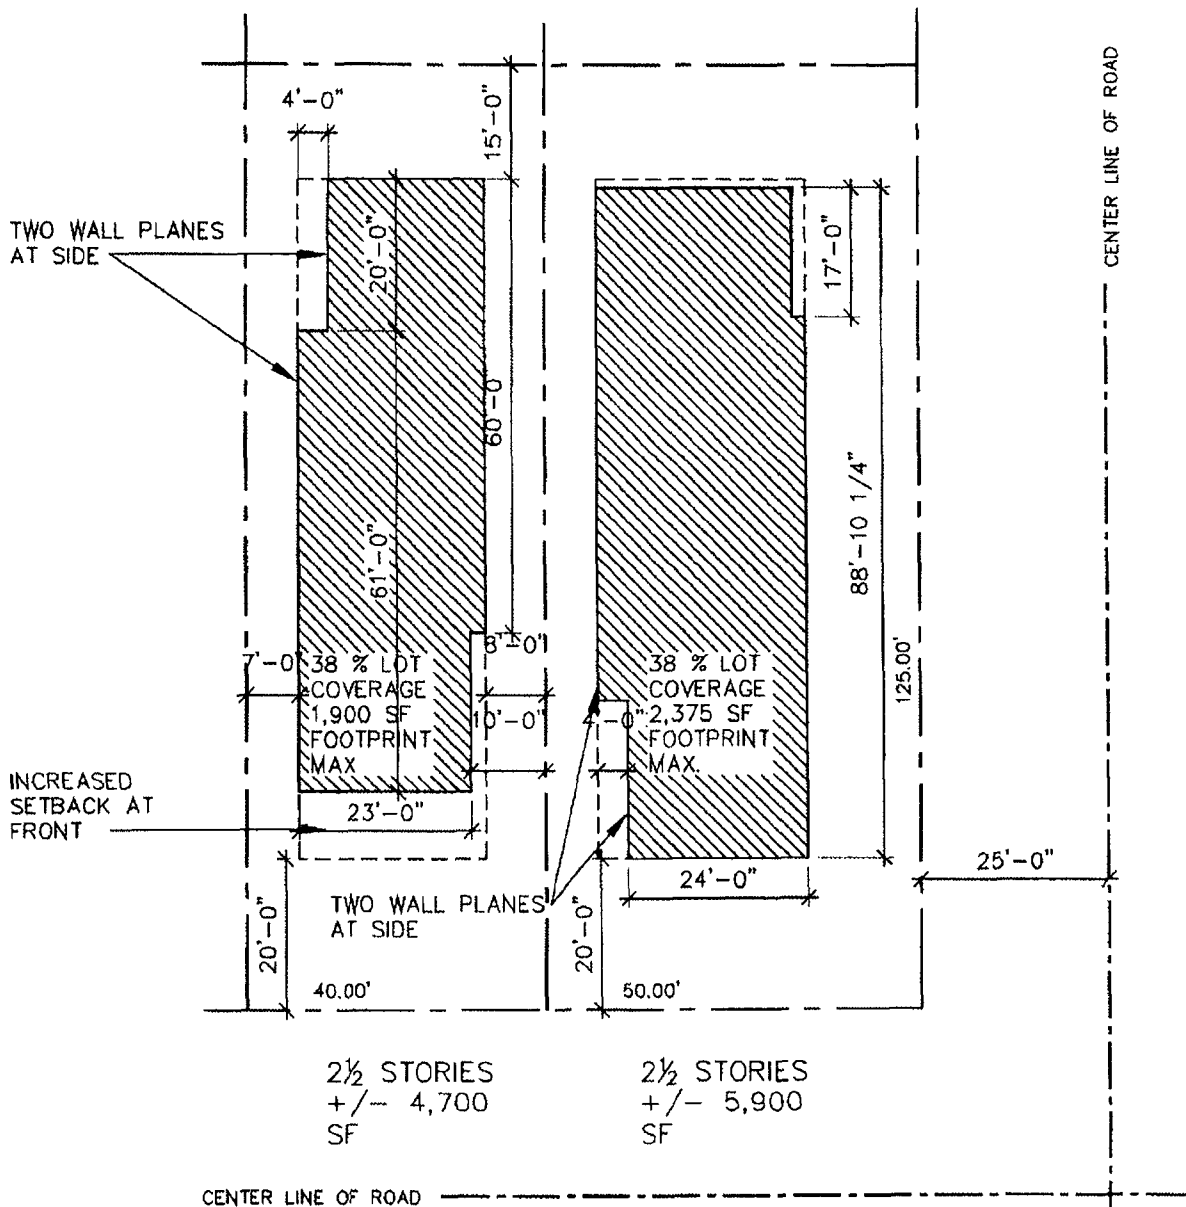 CENTER LINE OF ROAD
4'-0"
15'-0"
TWO WALL PLANES
AT SIDE
20'-0"
17'-0"
60'-0
61'-0"
88'-10 1/4"
125.00'
7'-0"
8'-0"
38 % LOT
COVERAGE
1,900 SF
FOOTPRINT
MAX
10'-0"
4'-0"
38 % LOT
COVERAGE
2,375 SF
FOOTPRINT
MAX.
INCREASED
SETBACK AT
FRONT
23'-0"
24'-0"
25'-0"
TWO WALL PLANES
AT SIDE
20'-0"
20'-0"
40.00'
50.00'
2½ STORIES
+/- 4,700
SF
2½ STORIES
+/- 5,900
SF
CENTER LINE OF ROAD